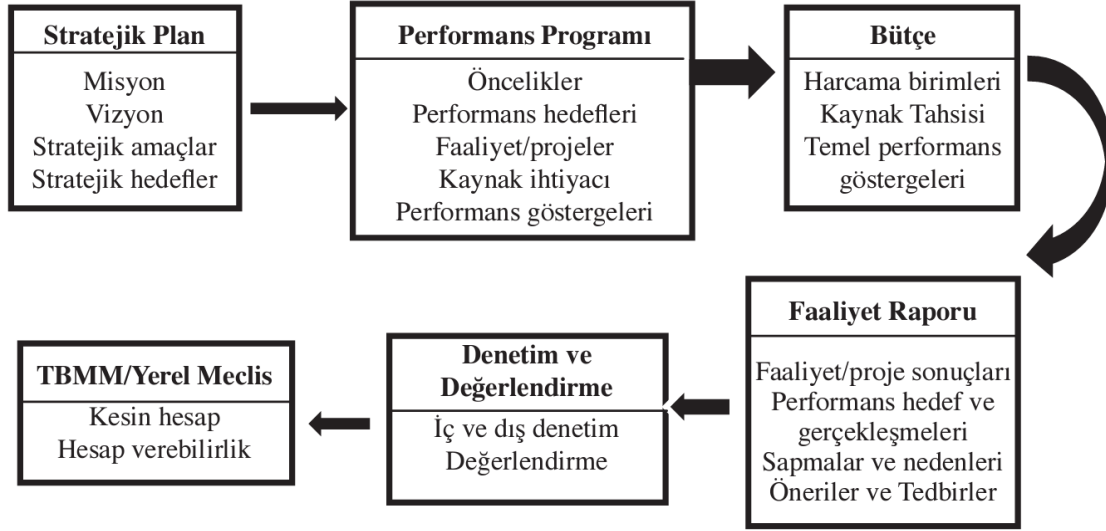 Stratejik Plan
Misyon
Vizyon
Stratejik amaçlar
Stratejik hedefler
Performans Programı
Öncelikler
Performans hedefleri
Faaliyet/projeler
Kaynak ihtiyacı
Performans göstergeleri
Bütçe
Harcama birimleri
Kaynak Tahsisi
Temel performans
göstergeleri
Faaliyet Raporu
Faaliyet/proje sonuçları
Performans hedef ve
gerçekleşmeleri
Sapmalar ve nedenleri
Öneriler ve Tedbirler
Denetim ve
Değerlendirme
İç ve dış denetim
Değerlendirme
TBMM/Yerel Meclis
Kesin hesap
Hesap verebilirlik